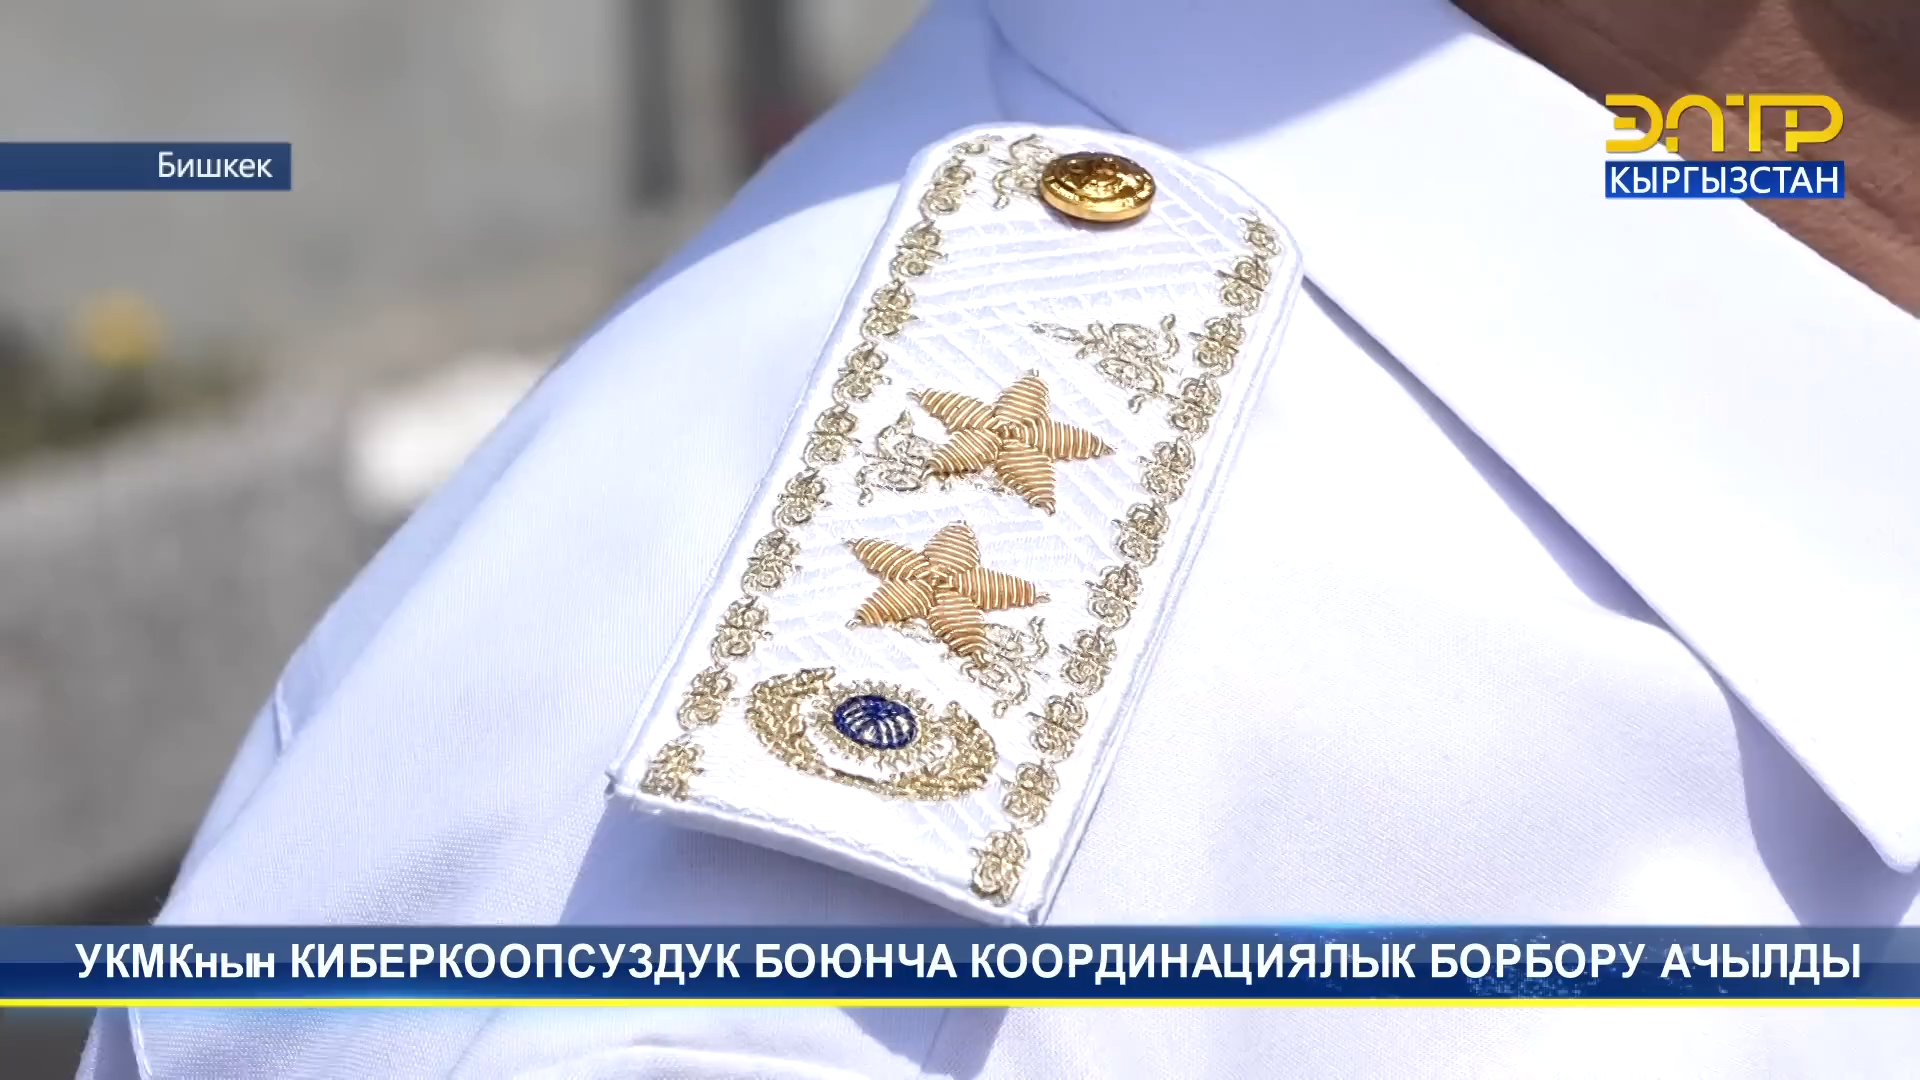 Бишкек
ЭЛТР
КЫРГЫЗСТАН
УКМКнын КИБЕРКООПСУЗДУК БОЮНЧА КООРДИНАЦИЯЛЫК БОРБОРУ АЧЫЛДЫ